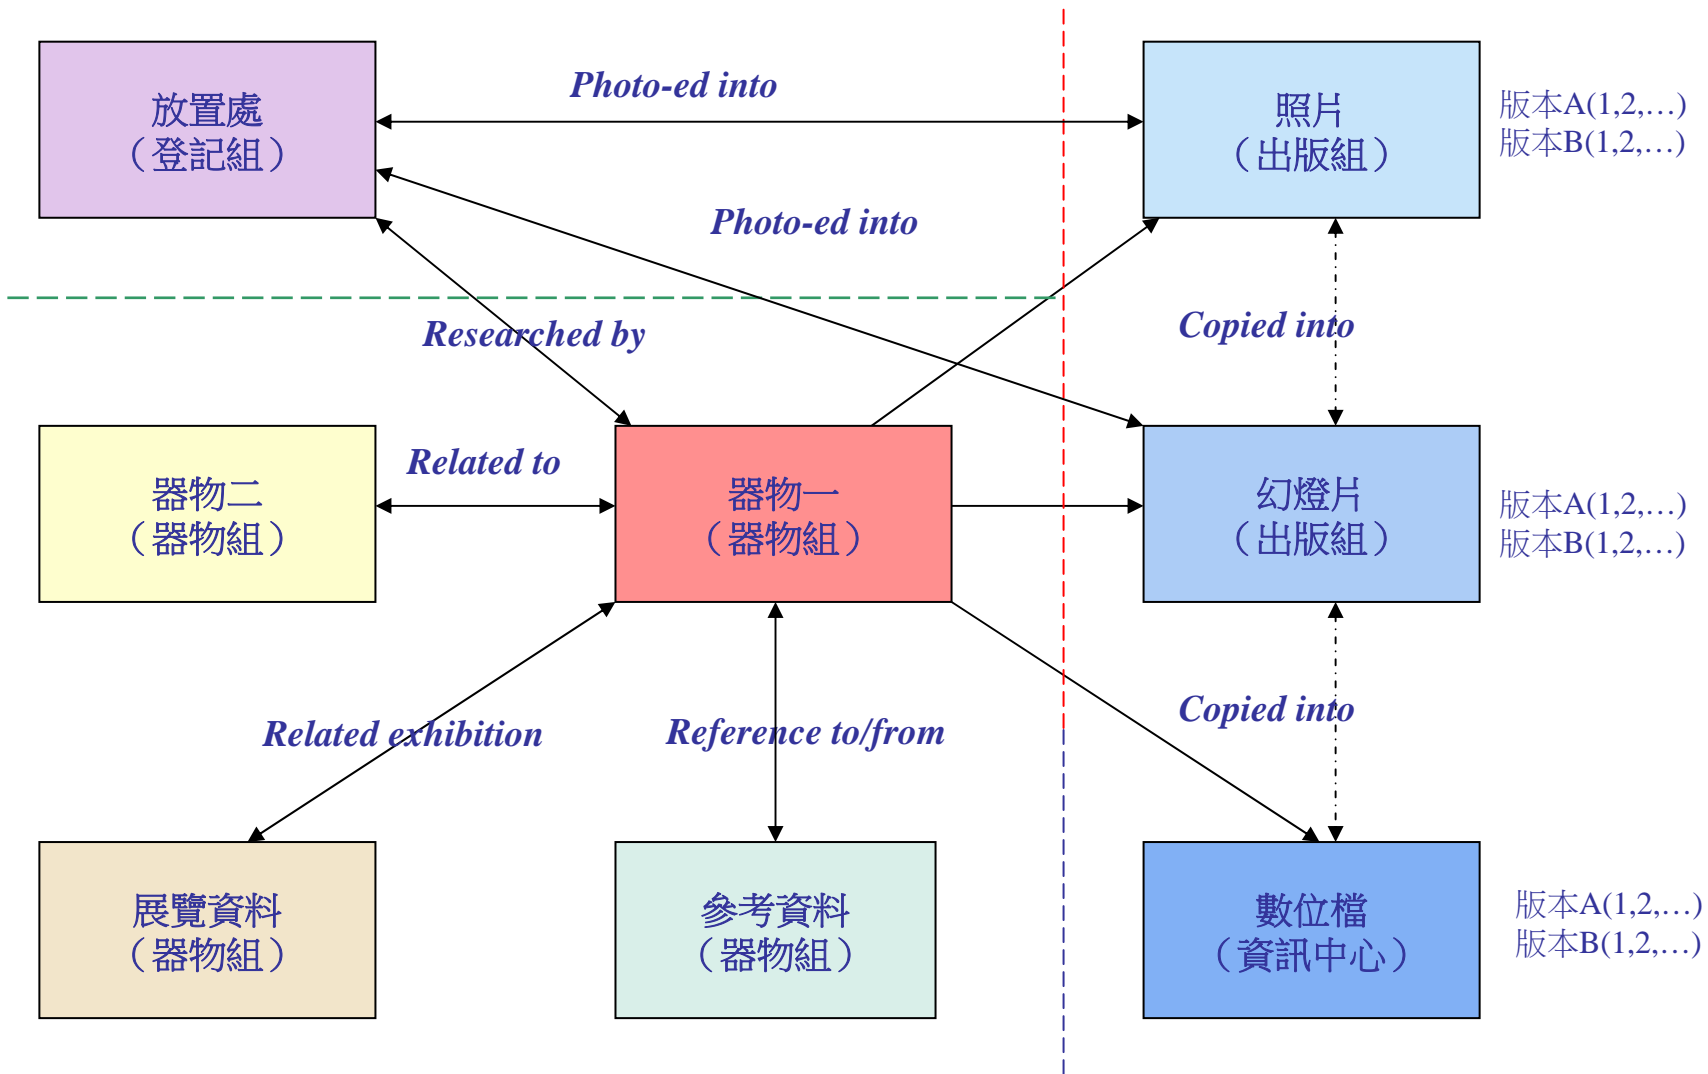 放置處
（登記組）
Photo-ed into
照片
（出版組）
版本A(1,2,…)
版本B(1,2,…)
Photo-ed into
Researched by
Copied into
器物二
（器物組）
Related to
器物一
（器物組）
幻燈片
（出版組）
版本A(1,2,…)
版本B(1,2,…)
Related exhibition
Reference to/from
Copied into
展覽資料
（器物組）
參考資料
（器物組）
數位檔
（資訊中心）
版本A(1,2,…)
版本B(1,2,…)